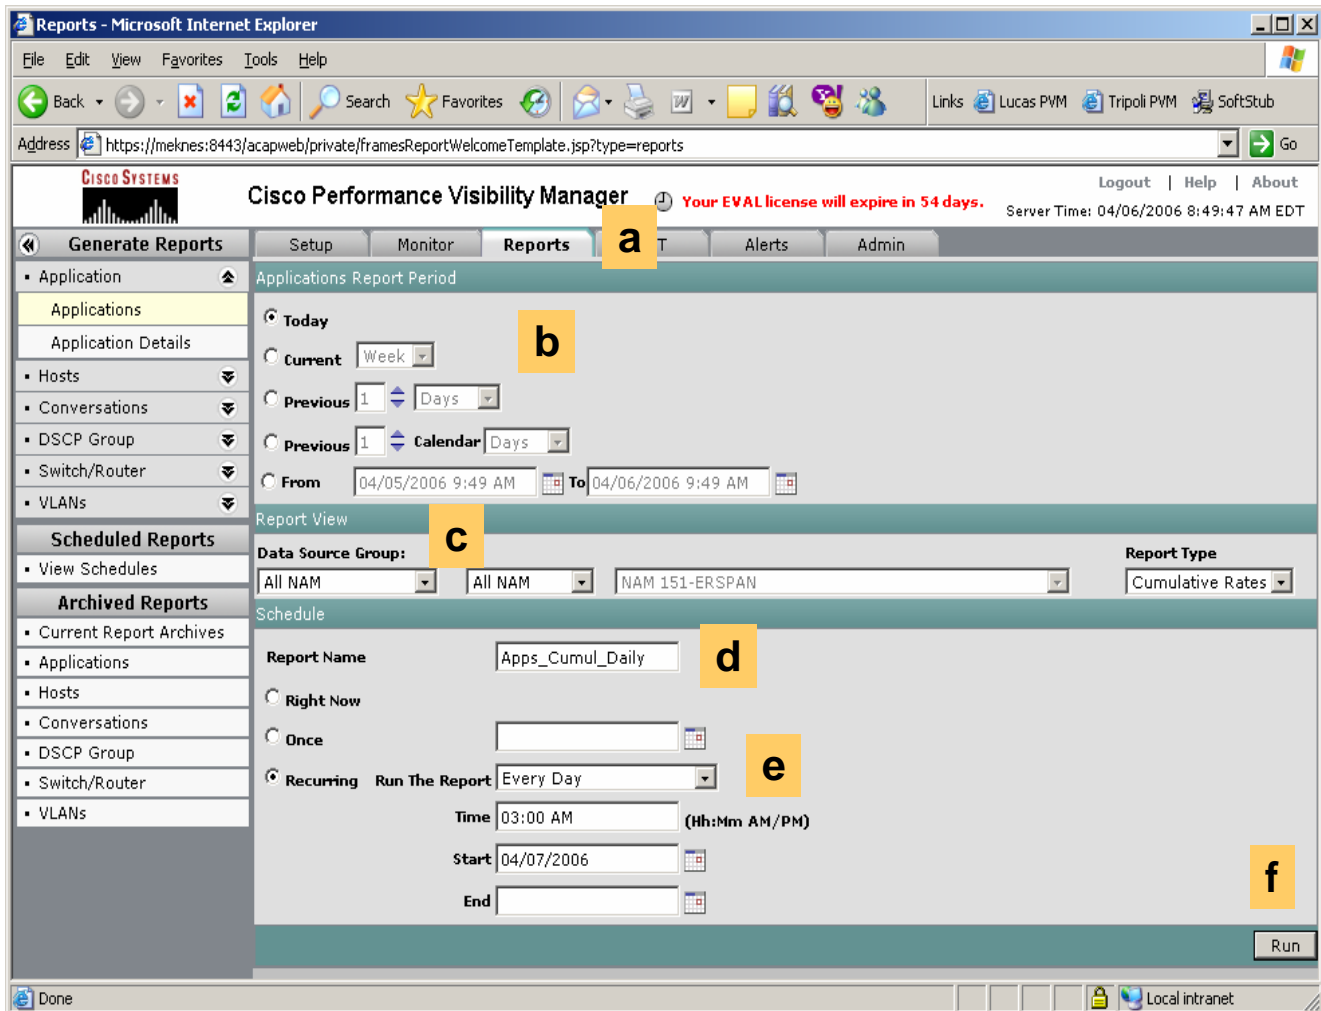 Reports - Microsoft Internet Explorer
File Edit View Favorites Tools Help
Back Search Favorites Links Lucas PVM Tripoli PVM SoftStub
Address https://meknes:8443/acapweb/private/framesReportWelcomeTemplate.jsp?type=reports Go
CISCO SYSTEMS
Cisco Performance Visibility Manager
Your EVAL license will expire in 54 days.
Logout | Help | About
Server Time: 04/06/2006 8:49:47 AM EDT
Generate Reports
Setup Monitor Reports a T Alerts Admin
Application
Applications
Application Details
Hosts
Conversations
DSCP Group
Switch/Router
VLANs
Scheduled Reports
View Schedules
Archived Reports
Current Report Archives
Applications
Hosts
Conversations
DSCP Group
Switch/Router
VLANs
Applications Report Period
Today
b
Current Week
Previous 1 Days
Previous 1 Calendar Days
From 04/05/2006 9:49 AM To 04/06/2006 9:49 AM
Report View
c
Data Source Group: Report Type
All NAM All NAM NAM 151-ERSPAN Cumulative Rates
Schedule
Report Name Apps_Cumul_Daily d
Right Now
Once
Recurring Run The Report Every Day e
Time 03:00 AM (Hh:Mm AM/PM)
Start 04/07/2006
End
f
Run
Done Local intranet